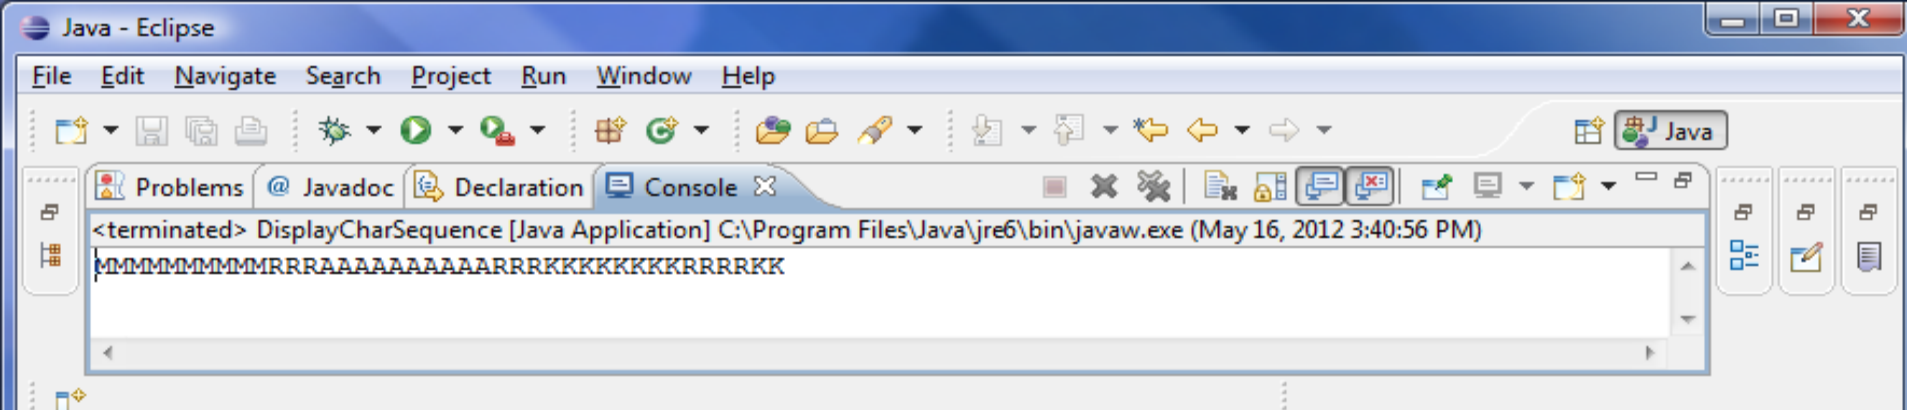 Java - Eclipse
File Edit Navigate Search Project Run Window Help
Java
Problems @ Javadoc Declaration Console
<terminated> DisplayCharSequence [Java Application] C:\Program Files\Java\jre6\bin\javaw.exe (May 16, 2012 3:40:56 PM)
MMMMMMMMMMRRRAAAAAAAAAARRRKKKKKKKKRRRRKK